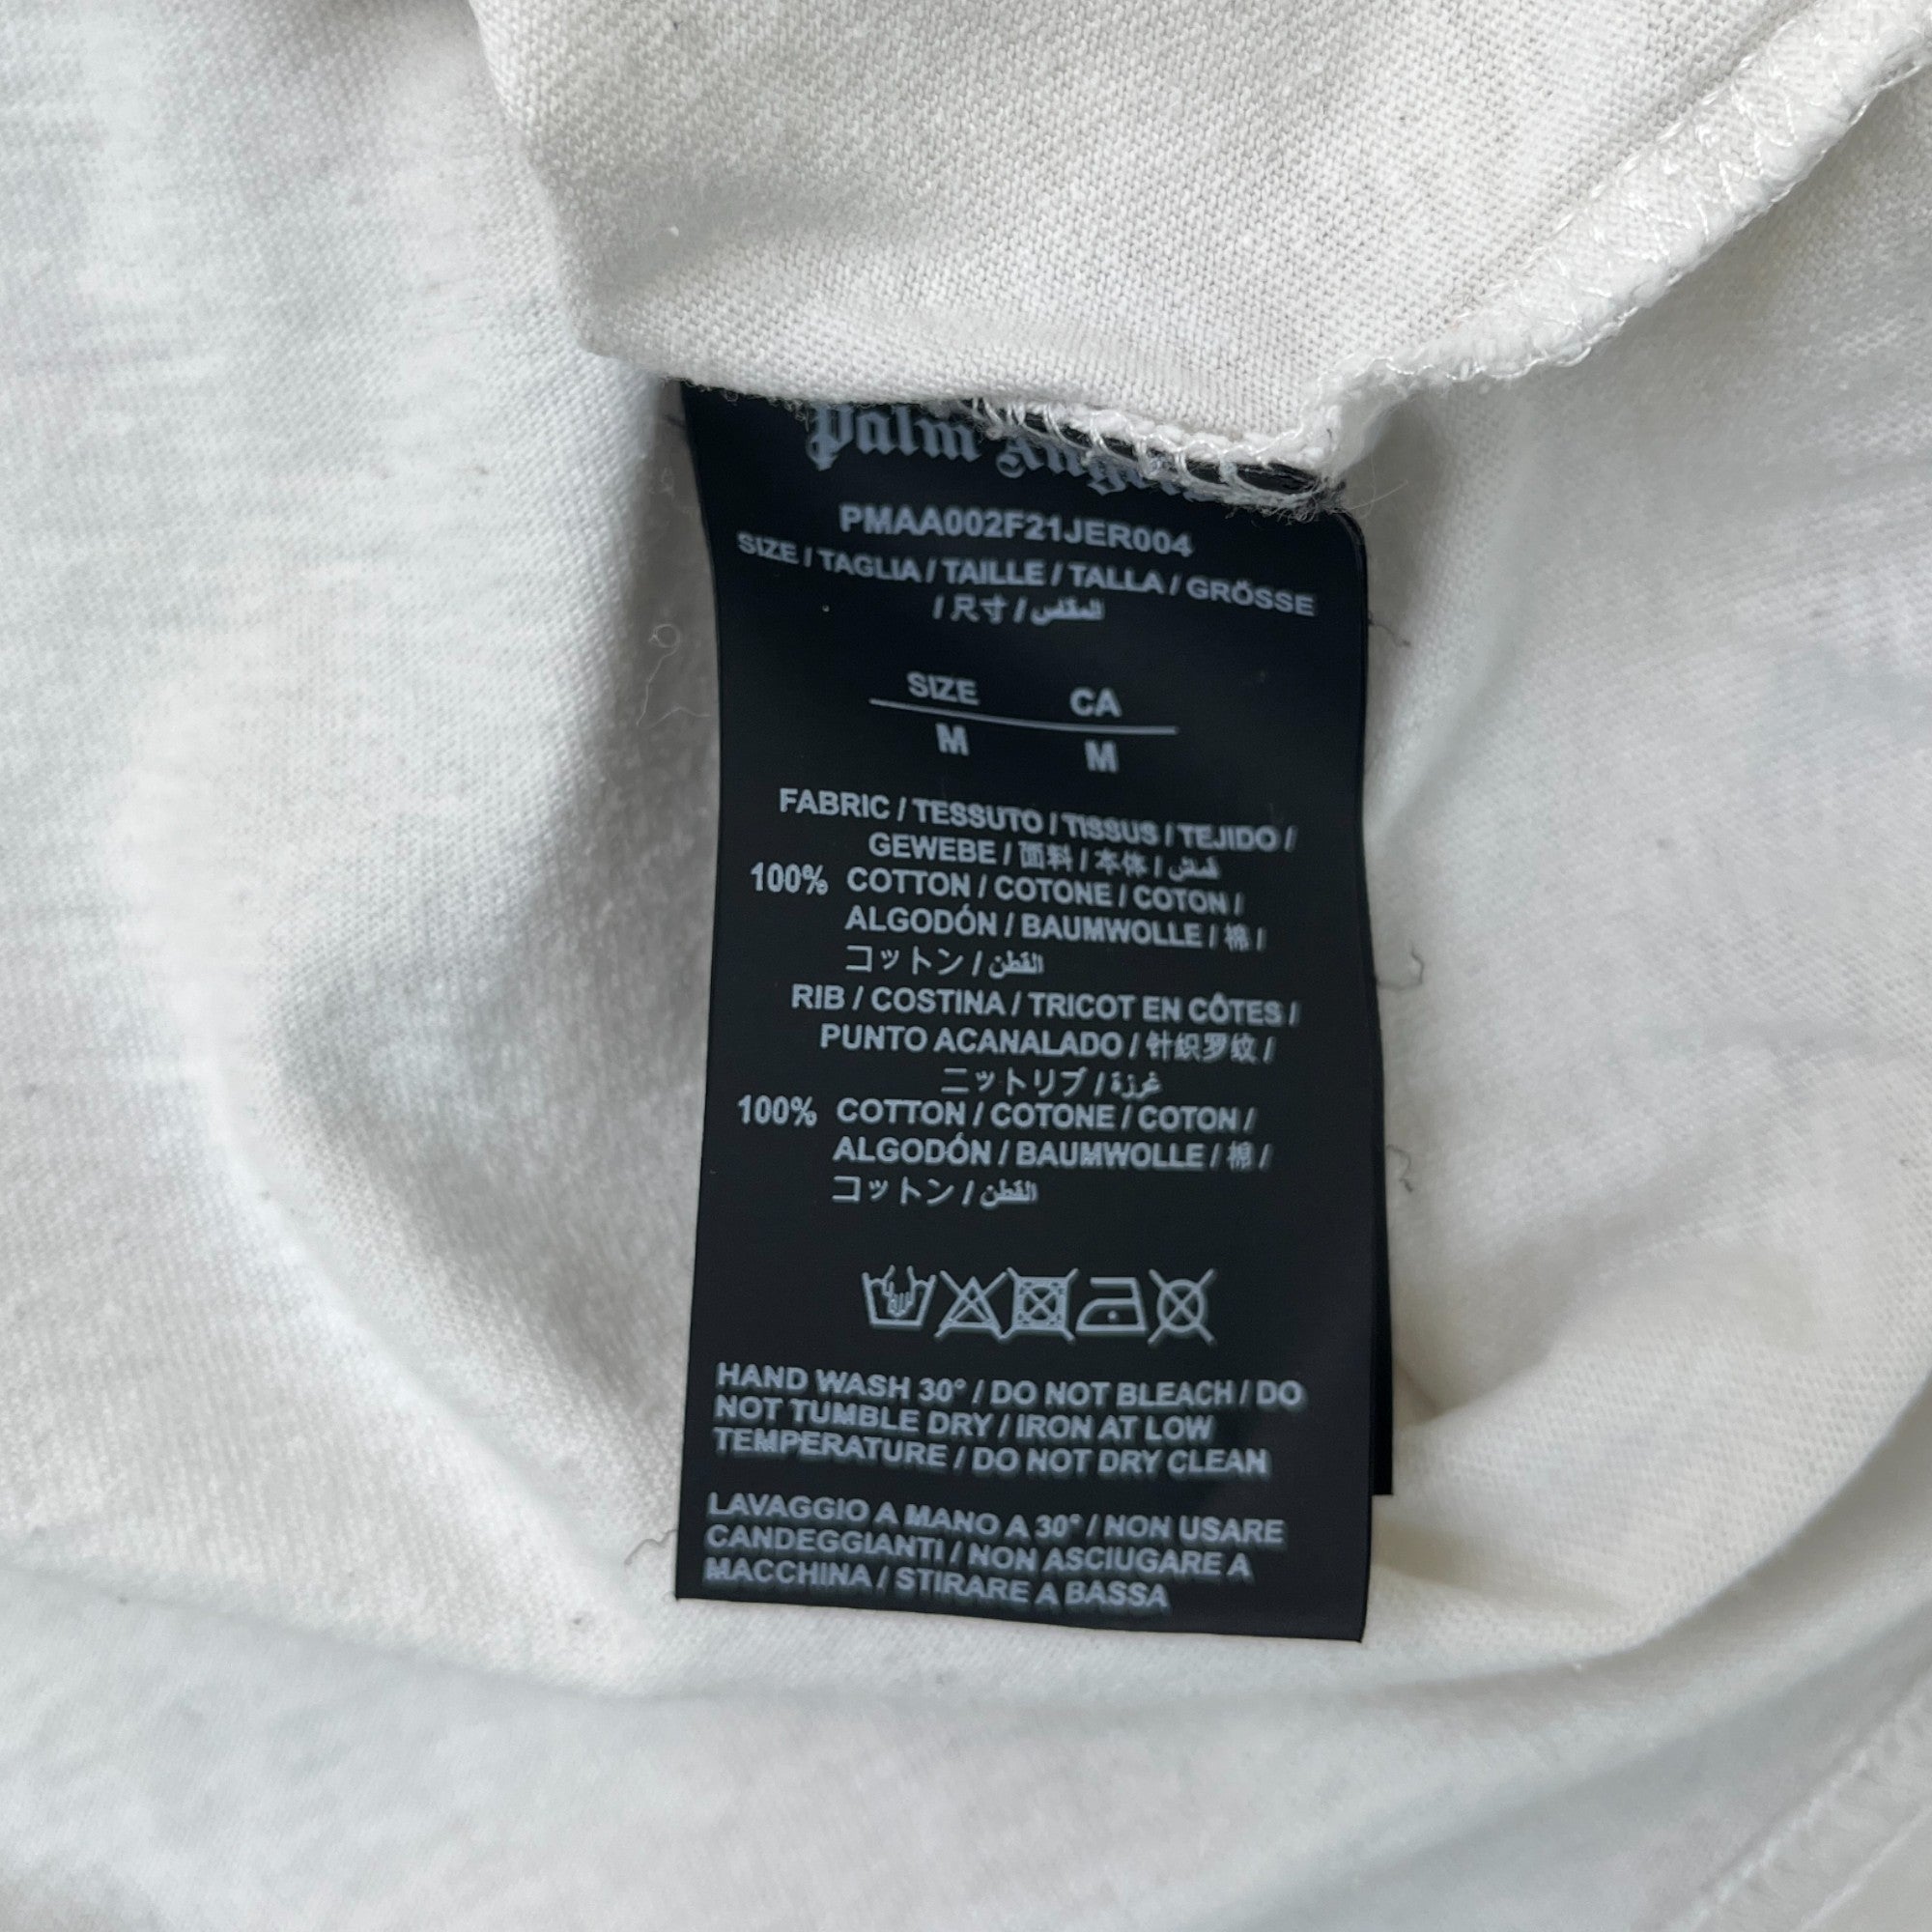 Palm Angels
PMAA002F21JER004
SIZE / TAGLIA / TAILLE / TALLA / GRÖSSE
/ 尺寸 / المقاس
SIZE CA
M M
FABRIC / TESSUTO / TISSUS / TEJIDO /
GEWEBE / 面料 / 本体 / قماش
100% COTTON / COTONE / COTON /
ALGODÓN / BAUMWOLLE / 棉 /
コットン / القطن
RIB / COSTINA / TRICOT EN CÔTES /
PUNTO ACANALADO / 针织罗纹 /
ニットリブ / غرزة
100% COTTON / COTONE / COTON /
ALGODÓN / BAUMWOLLE / 棉 /
コットン / القطن
HAND WASH 30° / DO NOT BLEACH / DO
NOT TUMBLE DRY / IRON AT LOW
TEMPERATURE / DO NOT DRY CLEAN
LAVAGGIO A MANO A 30° / NON USARE
CANDEGGIANTI / NON ASCIUGARE A
MACCHINA / STIRARE A BASSA